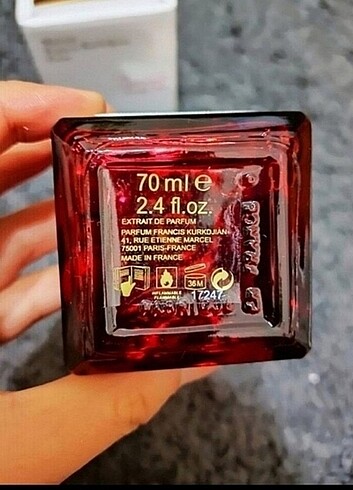 70 ml ℮
2.4 fl.oz.
EXTRAIT DE PARFUM
PARFUM FRANCIS KURKDJIAN
41, RUE ETIENNE MARCEL
75001 PARIS-FRANCE
MADE IN FRANCE
36M
INFLAMMABLE
FLAMMABLE
17247